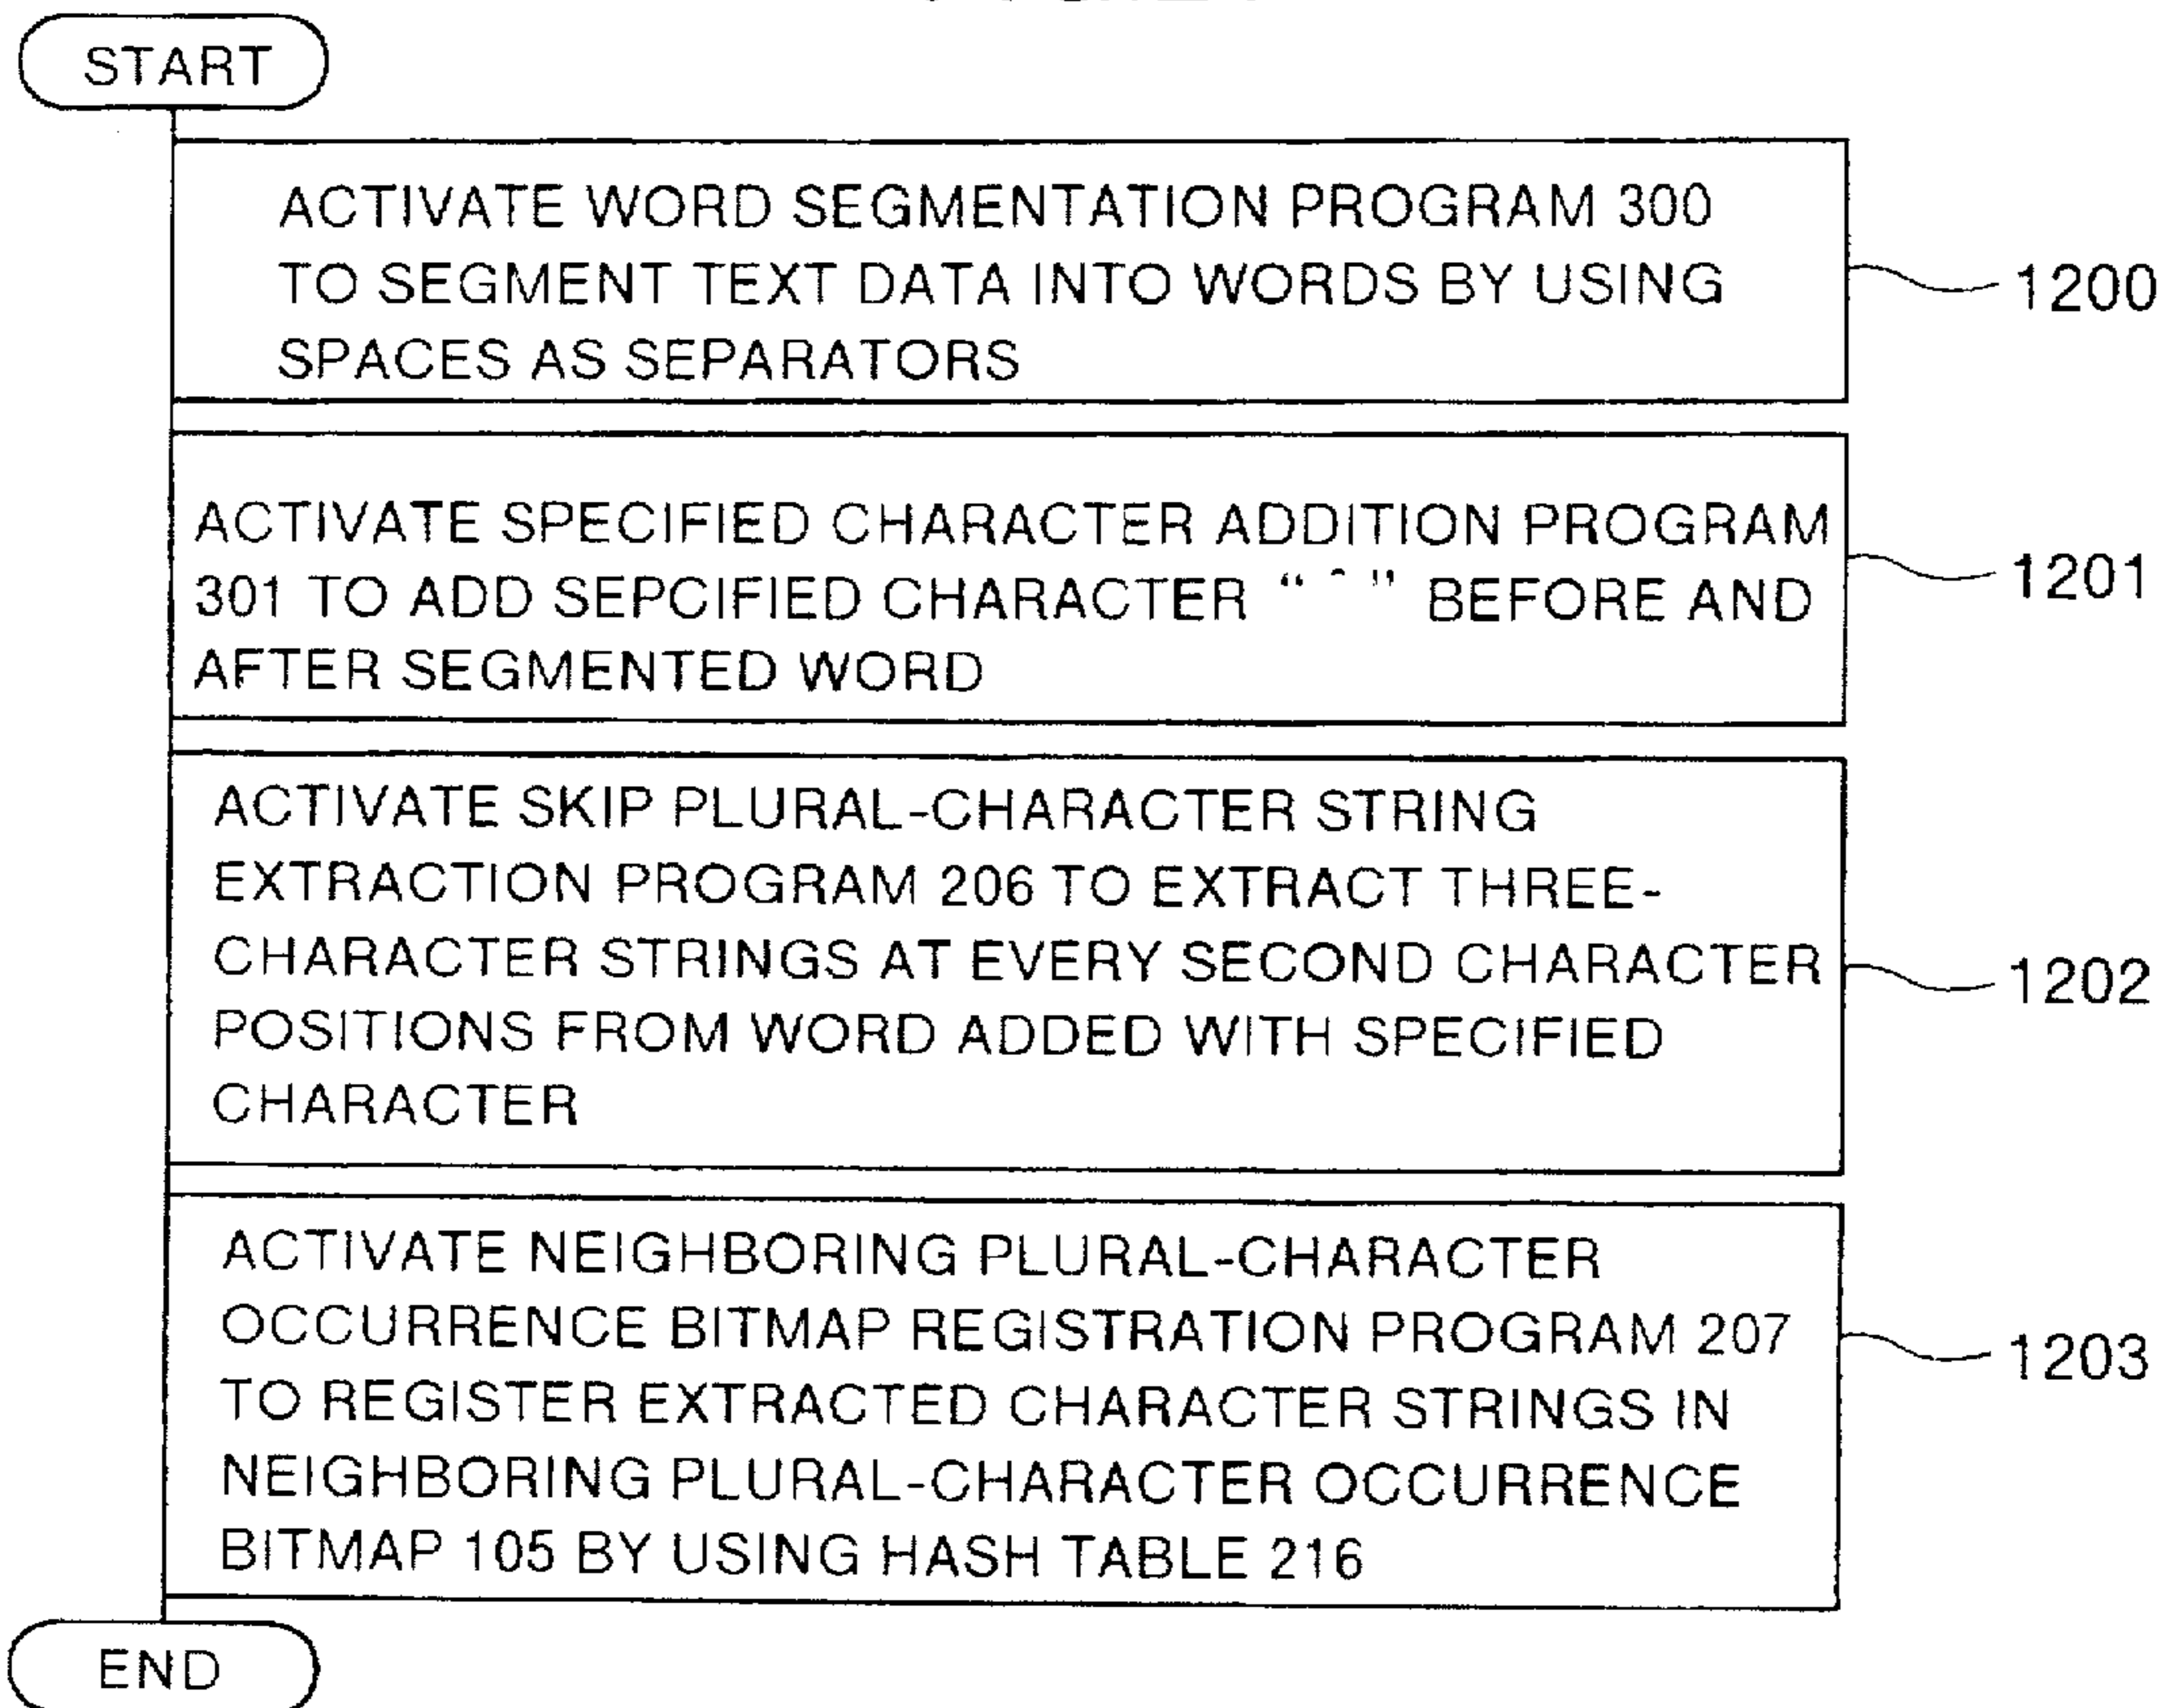 START
ACTIVATE WORD SEGMENTATION PROGRAM 300
TO SEGMENT TEXT DATA INTO WORDS BY USING
SPACES AS SEPARATORS
1200
ACTIVATE SPECIFIED CHARACTER ADDITION PROGRAM
301 TO ADD SEPCIFIED CHARACTER “ ˆ ” BEFORE AND
AFTER SEGMENTED WORD
1201
ACTIVATE SKIP PLURAL-CHARACTER STRING
EXTRACTION PROGRAM 206 TO EXTRACT THREE-
CHARACTER STRINGS AT EVERY SECOND CHARACTER
POSITIONS FROM WORD ADDED WITH SPECIFIED
CHARACTER
1202
ACTIVATE NEIGHBORING PLURAL-CHARACTER
OCCURRENCE BITMAP REGISTRATION PROGRAM 207
TO REGISTER EXTRACTED CHARACTER STRINGS IN
NEIGHBORING PLURAL-CHARACTER OCCURRENCE
BITMAP 105 BY USING HASH TABLE 216
1203
END